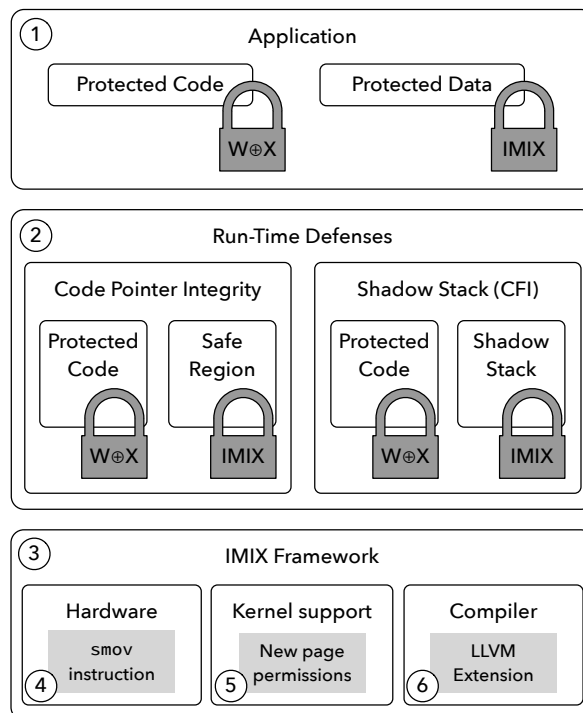 1
Application
Protected Code
W⊕X
Protected Data
IMIX
2
Run-Time Defenses
Code Pointer Integrity
Protected
Code
W⊕X
Safe
Region
IMIX
Shadow Stack (CFI)
Protected
Code
W⊕X
Shadow
Stack
IMIX
3
IMIX Framework
Hardware
smov
instruction
4
Kernel support
New page
permissions
5
Compiler
LLVM
Extension
6